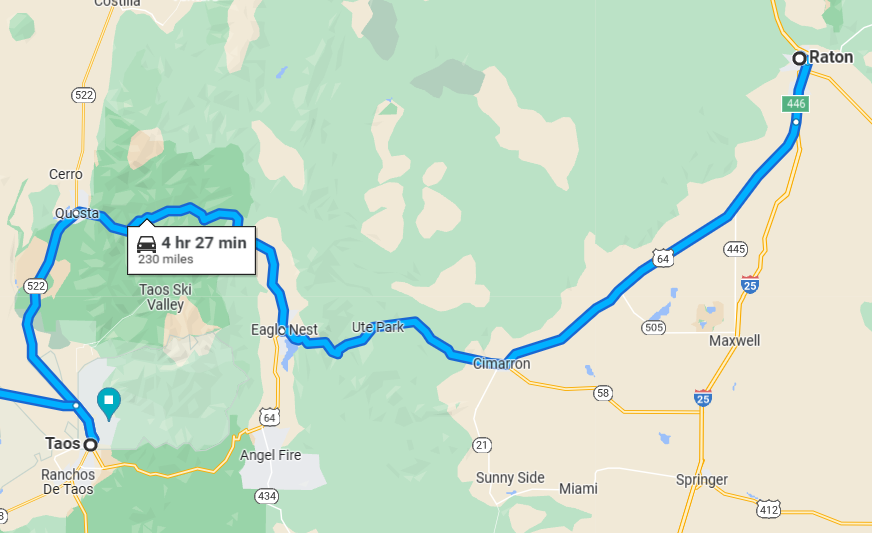 Costilla
Raton
446
522
Cerro
Questa
4 hr 27 min
230 miles
64
445
25
522
Taos Ski
Valley
Eagle Nest
Ute Park
505
Maxwell
Cimarron
58
25
64
Taos
21
Angel Fire
Ranchos
De Taos
Sunny Side
Miami
Springer
434
412